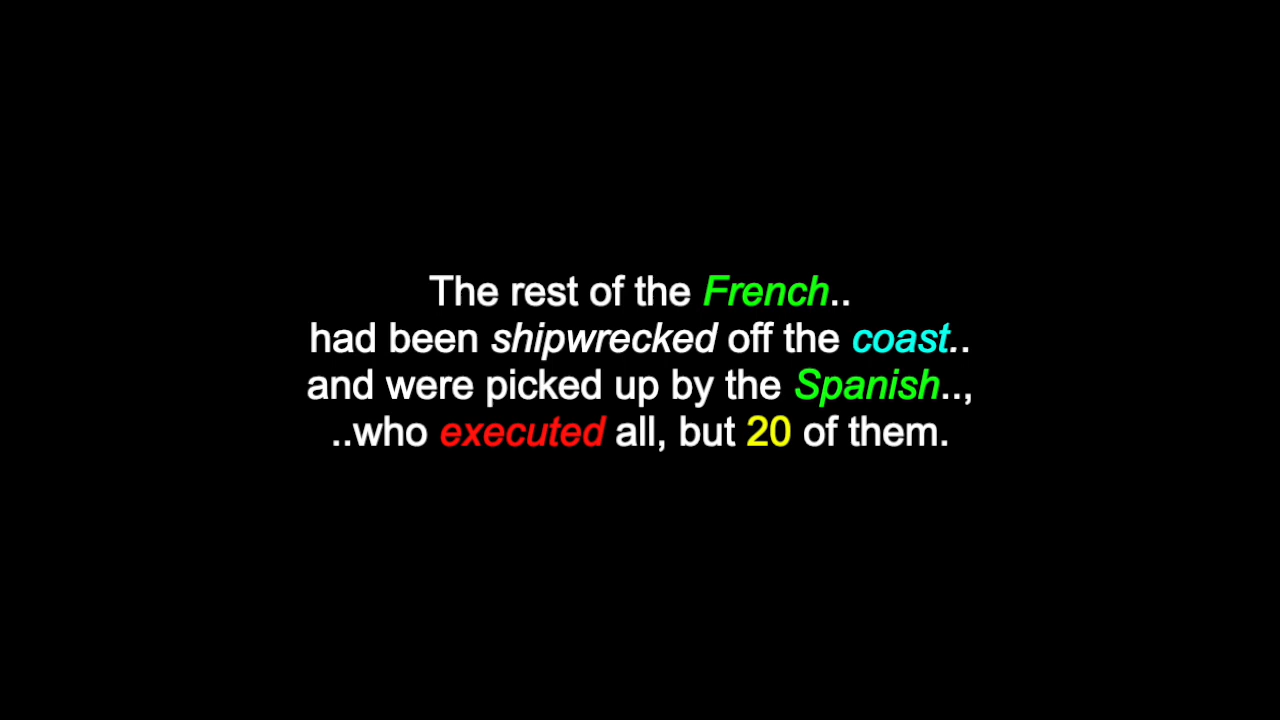 The rest of the French..
had been shipwrecked off the coast..
and were picked up by the Spanish..,
..who executed all, but 20 of them.